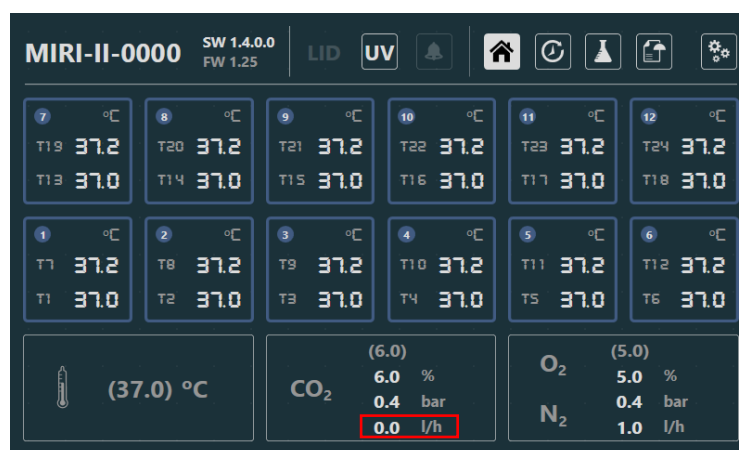 MIRI-II-0000 SW 1.4.0.0 LID UV
FW 1.25
7 °C 8 °C 9 °C 10 °C 11 °C 12 °C
T19 37.2 T20 37.2 T21 37.2 T22 37.2 T23 37.2 T24 37.2
T13 37.0 T14 37.0 T15 37.0 T16 37.0 T17 37.0 T18 37.0
1 °C 2 °C 3 °C 4 °C 5 °C 6 °C
T7 37.2 T8 37.2 T9 37.2 T10 37.2 T11 37.2 T12 37.2
T1 37.0 T2 37.0 T3 37.0 T4 37.0 T5 37.0 T6 37.0
(37.0) °C
(6.0)
CO₂ 6.0 %
0.4 bar
0.0 l/h
(5.0)
O₂ 5.0 %
N₂ 0.4 bar
1.0 l/h